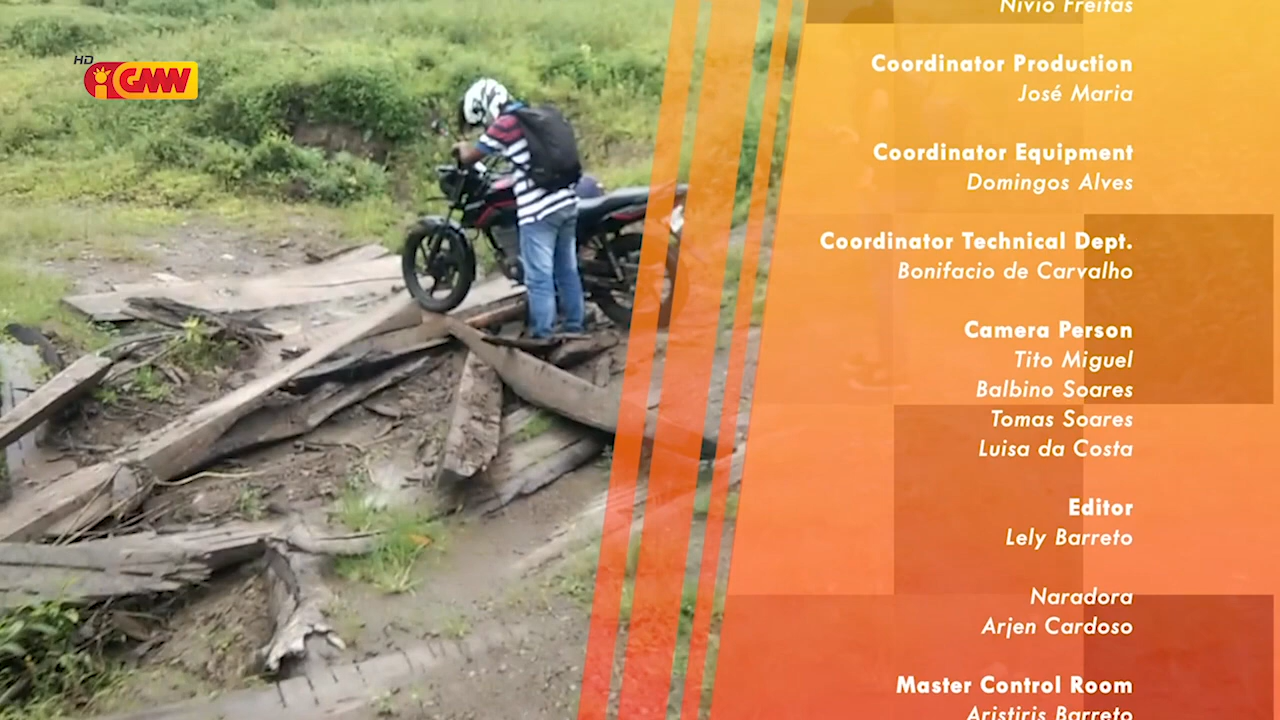 HD
GMN
Nivio Freitas
Coordinator Production
José Maria
Coordinator Equipment
Domingos Alves
Coordinator Technical Dept.
Bonifacio de Carvalho
Camera Person
Tito Miguel
Balbino Soares
Tomas Soares
Luisa da Costa
Editor
Lely Barreto
Naradora
Arjen Cardoso
Master Control Room
Aristiris Barreto